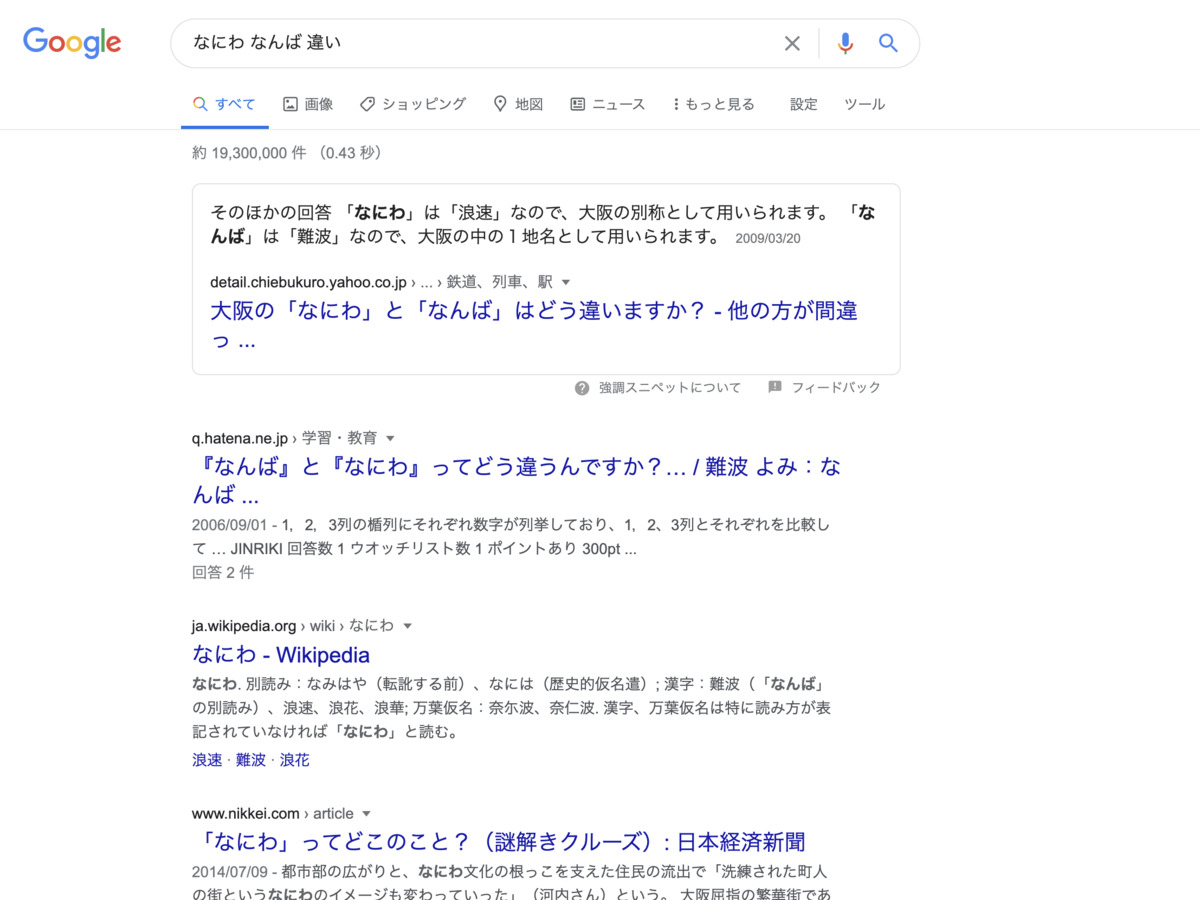 Google
なにわ なんば 違い
すべて 画像 ショッピング 地図 ニュース もっと見る 設定 ツール
約 19,300,000 件 （0.43 秒）
そのほかの回答 「なにわ」は「浪速」なので、大阪の別称として用いられます。 「な
んば」は「難波」なので、大阪の中の１地名として用いられます。 2009/03/20
detail.chiebukuro.yahoo.co.jp › ... › 鉄道、列車、駅
大阪の「なにわ」と「なんば」はどう違いますか？ - 他の方が間違
っ ...
強調スニペットについて フィードバック
q.hatena.ne.jp › 学習・教育
『なんば』と『なにわ』ってどう違うんですか？... / 難波 よみ：な
んば ...
2006/09/01 - 1，2，3列の楯列にそれぞれ数字が列挙しており、1，2、3列とそれぞれを比較し
て ... JINRIKI 回答数 1 ウオッチリスト数 1 ポイントあり 300pt ...
回答 2 件
ja.wikipedia.org › wiki › なにわ
なにわ - Wikipedia
なにわ. 別読み：なみはや（転訛する前）、なには（歴史的仮名遣）; 漢字：難波（「なんば」
の別読み）、浪速、浪花、浪華; 万葉仮名：奈尔波、奈仁波. 漢字、万葉仮名は特に読み方が表
記されていなければ「なにわ」と読む。
浪速 · 難波 · 浪花
www.nikkei.com › article
「なにわ」ってどこのこと？（謎解きクルーズ）: 日本経済新聞
2014/07/09 - 都市部の広がりと、なにわ文化の根っこを支えた住民の流出で「洗練された町人
の街というなにわのイメージも変わっていった」（河内さん）という。 大阪屈指の繁華街であ